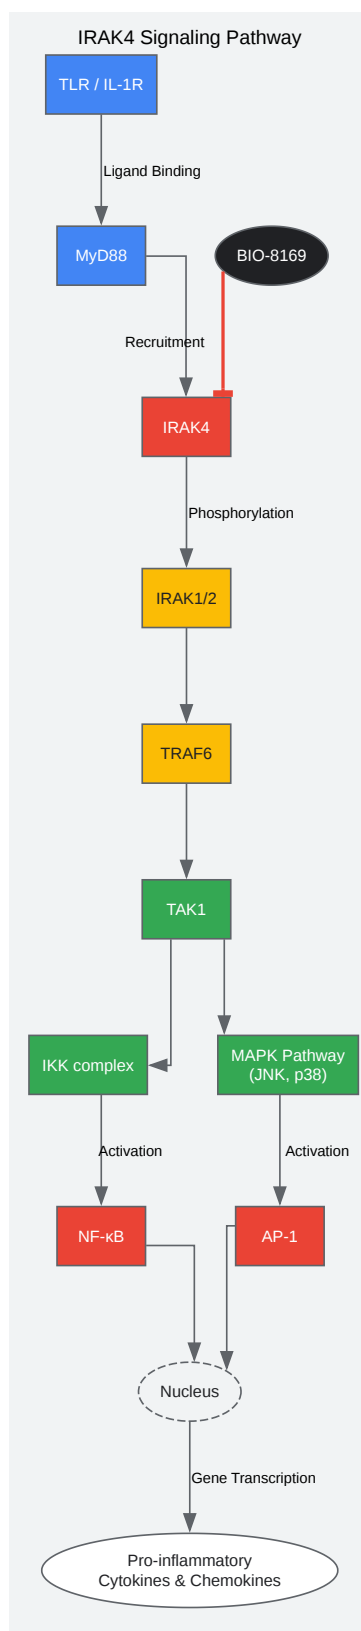 IRAK4 Signaling Pathway
TLR / IL-1R
Ligand Binding
MyD88
BIO-8169
Recruitment
IRAK4
Phosphorylation
IRAK1/2
TRAF6
TAK1
IKK complex
MAPK Pathway
(JNK, p38)
Activation
Activation
NF-κB
AP-1
Nucleus
Gene Transcription
Pro-inflammatory
Cytokines & Chemokines